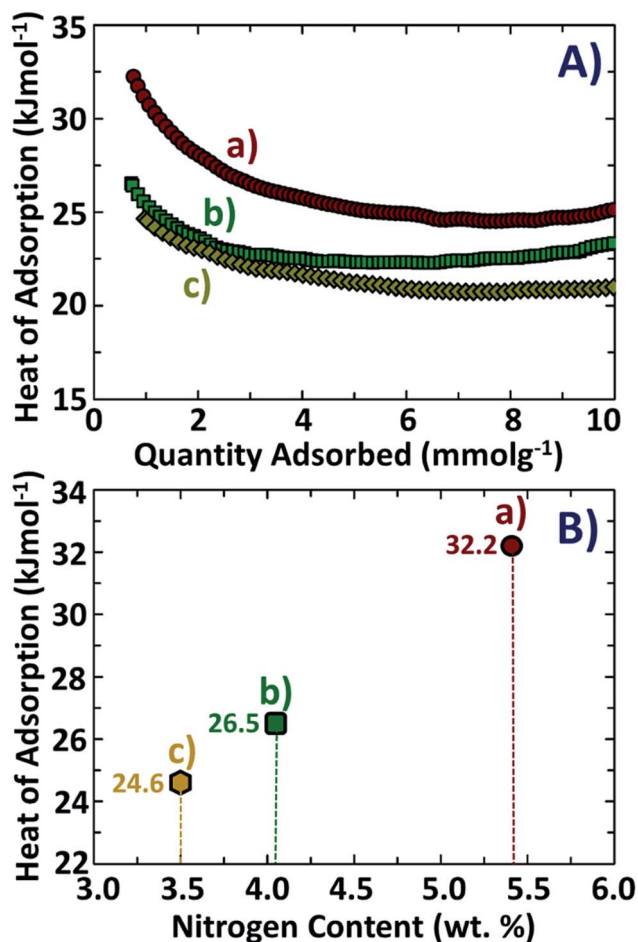 A)
Heat of Adsorption (kJmol-1)
35
30
25
20
15
a)
b)
c)
0 2 4 6 8 10
Quantity Adsorbed (mmolg-1)
B)
Heat of Adsorption (kJmol-1)
34
32
30
28
26
24
22
a)
32.2
b)
26.5
c)
24.6
3.0 3.5 4.0 4.5 5.0 5.5 6.0
Nitrogen Content (wt. %)